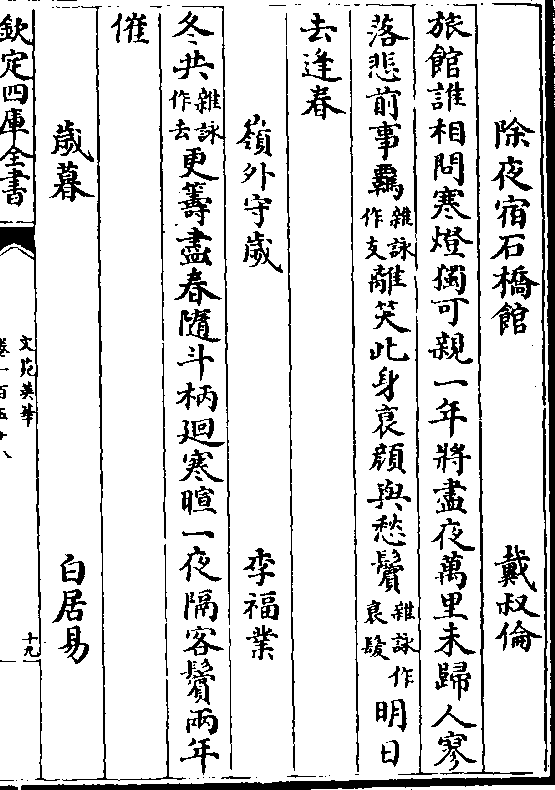 除夜宿石橋館　戴叔倫
旅館誰相問寒燈獨可親一年將盡夜萬里未歸人寥
落悲前事羈雜詠作支離笑此身衰顔與愁鬢雜詠作衰髮明日
去逢春
嶺外守歲　李福業
冬共雜詠作去更籌盡春隨斗柄廻寒暄一夜隔客鬢兩年
催
歲暮　白居易
欽定四庫全書
文苑英華
卷一百五十八
十九